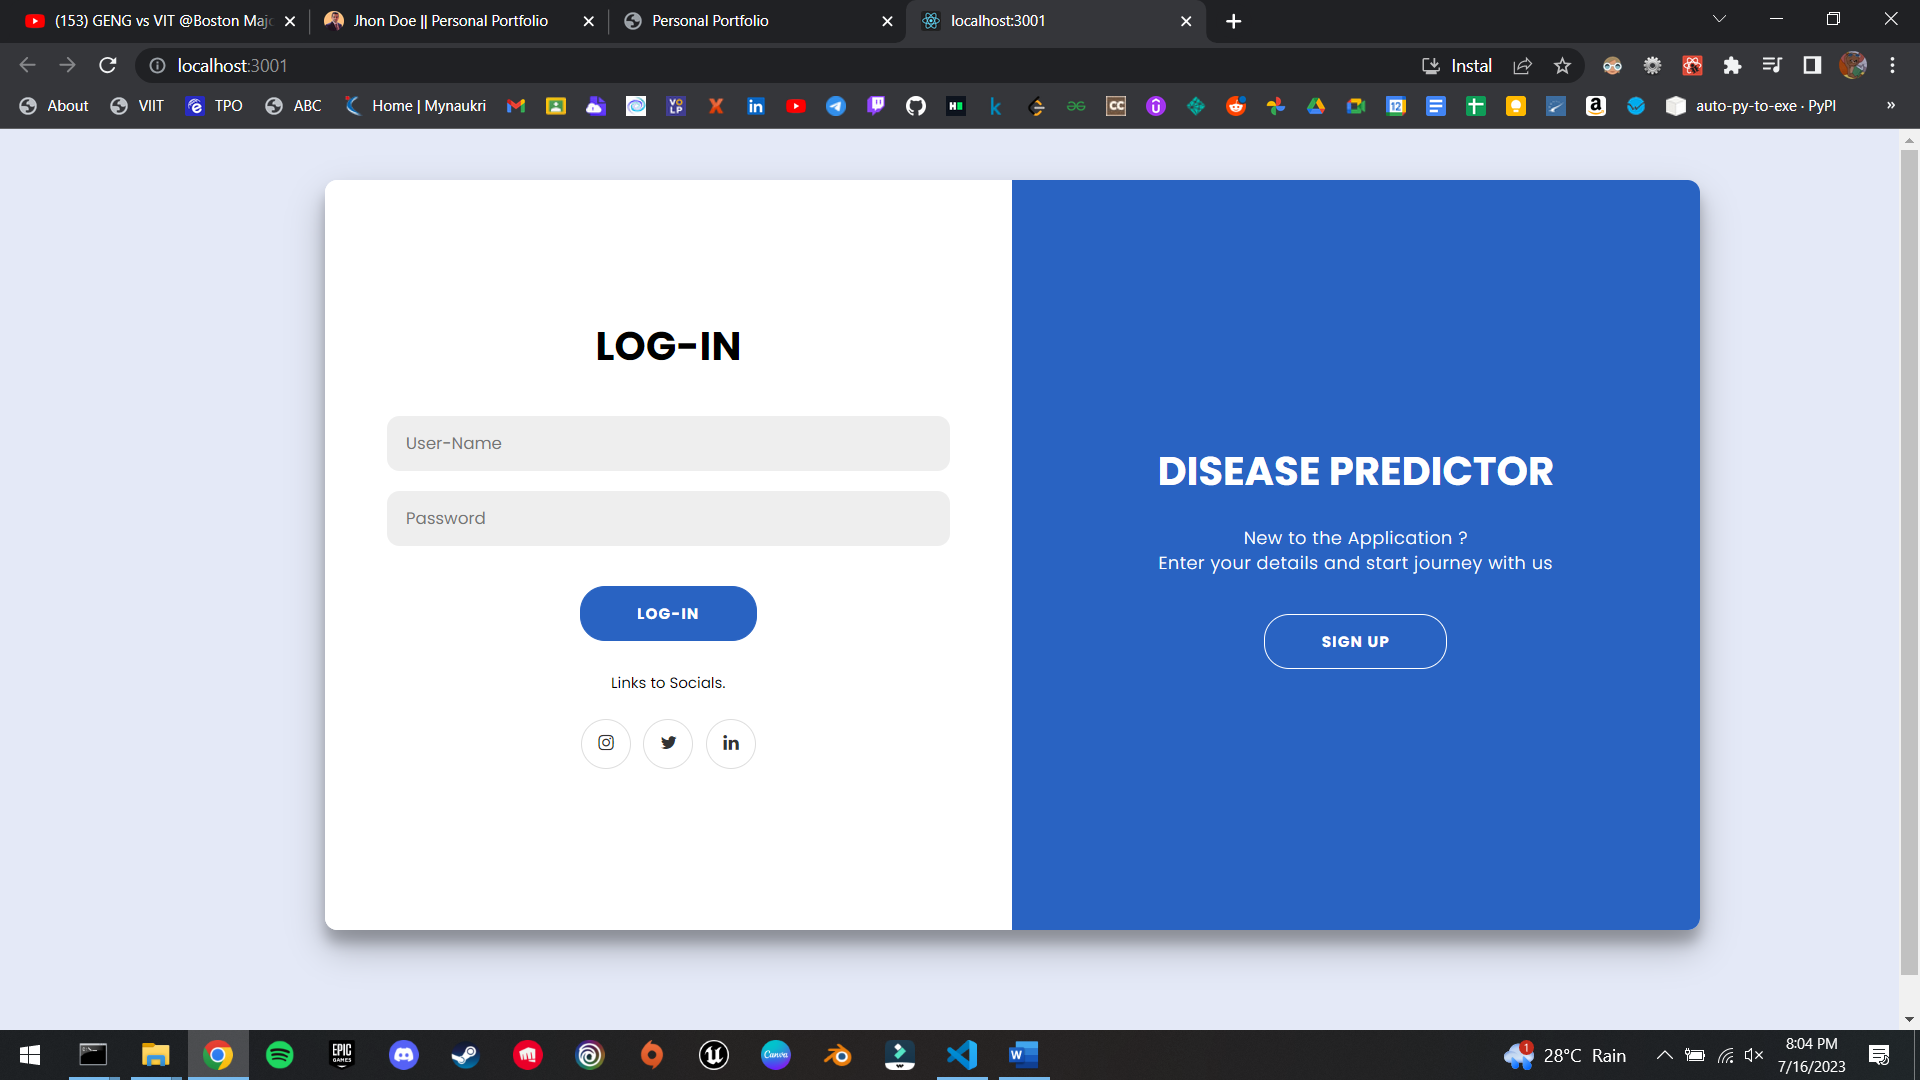 (153) GENG vs VIT @Boston Maj
Jhon Doe || Personal Portfolio
Personal Portfolio
localhost:3001
localhost:3001
Instal
About
VIIT
TPO
ABC
Home | Mynaukri
auto-py-to-exe · PyPI
»
LOG-IN
User-Name
Password
LOG-IN
Links to Socials.
DISEASE PREDICTOR
New to the Application ?
Enter your details and start journey with us
SIGN UP
28°C Rain
8:04 PM
7/16/2023